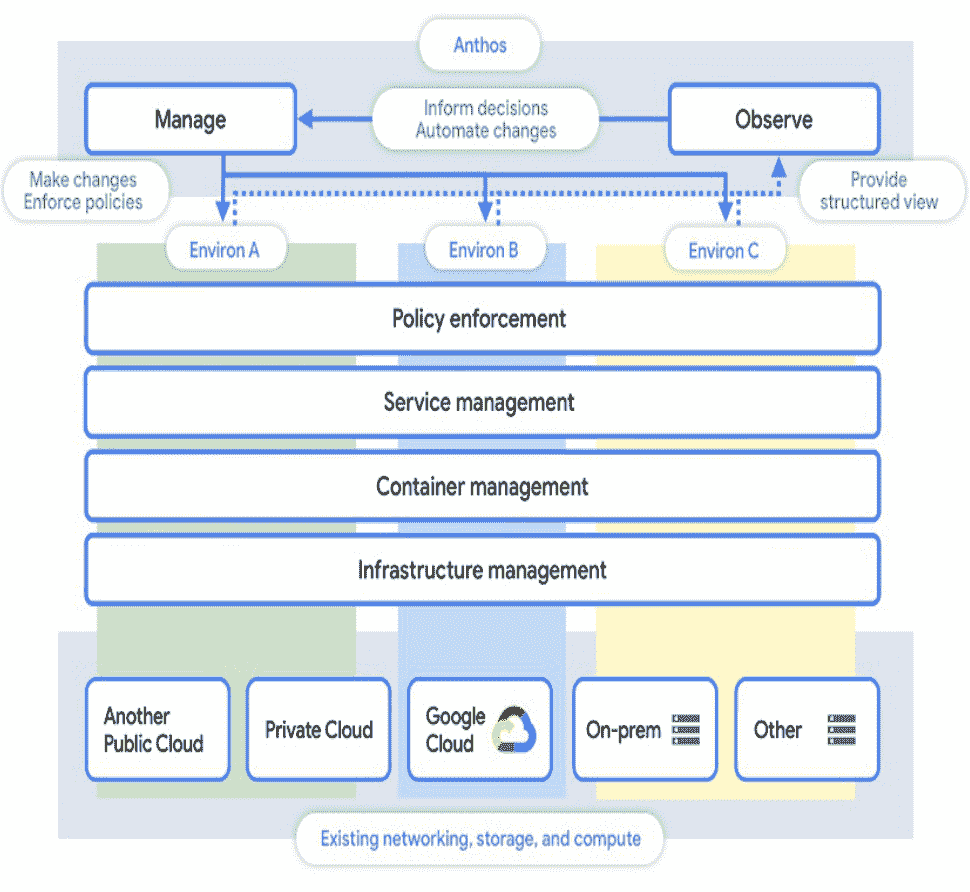 Anthos
Manage
Inform decisions
Automate changes
Observe
Make changes
Enforce policies
Provide
structured view
Environ A
Environ B
Environ C
Policy enforcement
Service management
Container management
Infrastructure management
Another
Public Cloud
Private Cloud
Google
Cloud
On-prem
Other
Existing networking, storage, and compute